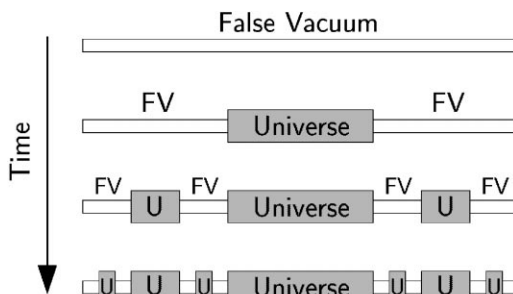 False Vacuum
FV FV
Universe
FV FV FV FV
U Universe U
U U U Universe U U U
Time